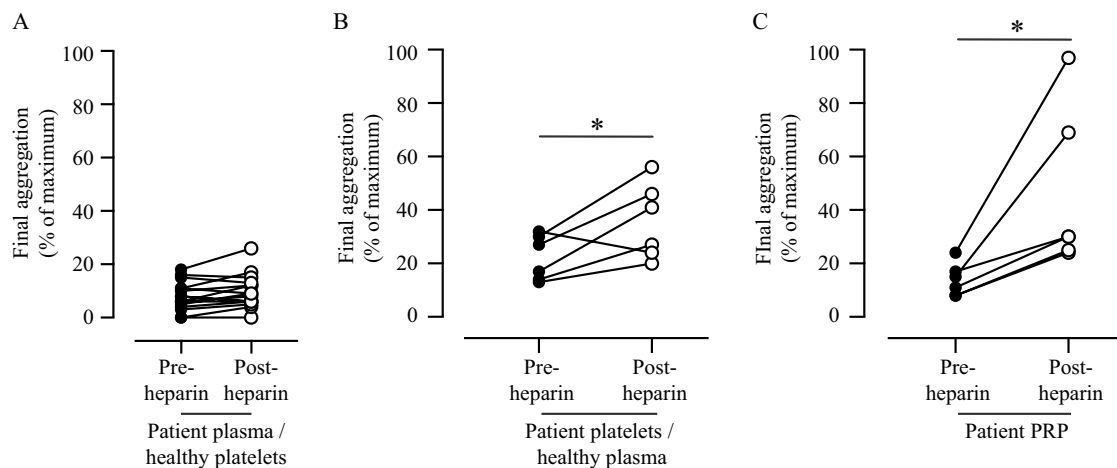 A
Final aggregation
(% of maximum)
100
80
60
40
20
0
Pre-
heparin
Post-
heparin
Patient plasma /
healthy platelets
B
Final aggregation
(% of maximum)
100
80
60
40
20
0
*
Pre-
heparin
Post-
heparin
Patient platelets /
healthy plasma
C
FInal aggregation
(% of maximum)
100
80
60
40
20
0
*
Pre-
heparin
Post-
heparin
Patient PRP